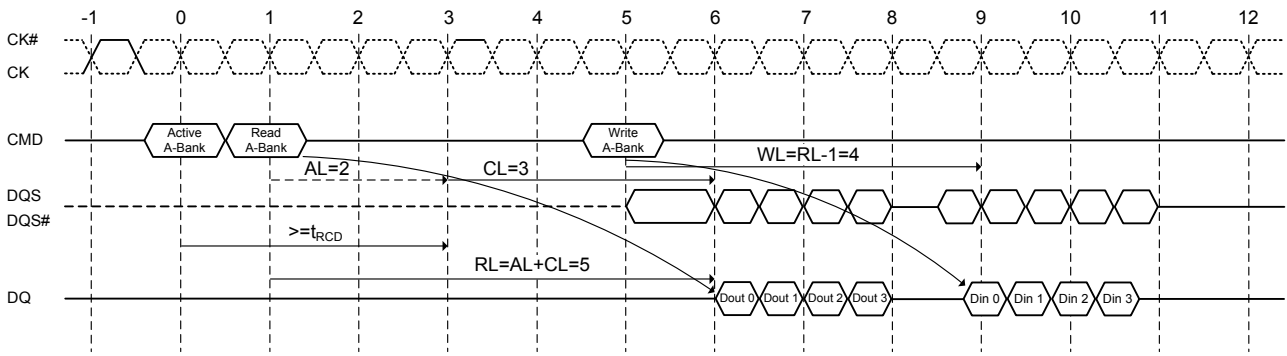 -1 0 1 2 3 4 5 6 7 8 9 10 11 12
CK#
CK
CMD Active A-Bank Read A-Bank Write A-Bank
AL=2 CL=3 WL=RL-1=4
DQS
DQS#
>=tRCD
RL=AL+CL=5
DQ Dout 0 Dout 1 Dout 2 Dout 3 Din 0 Din 1 Din 2 Din 3